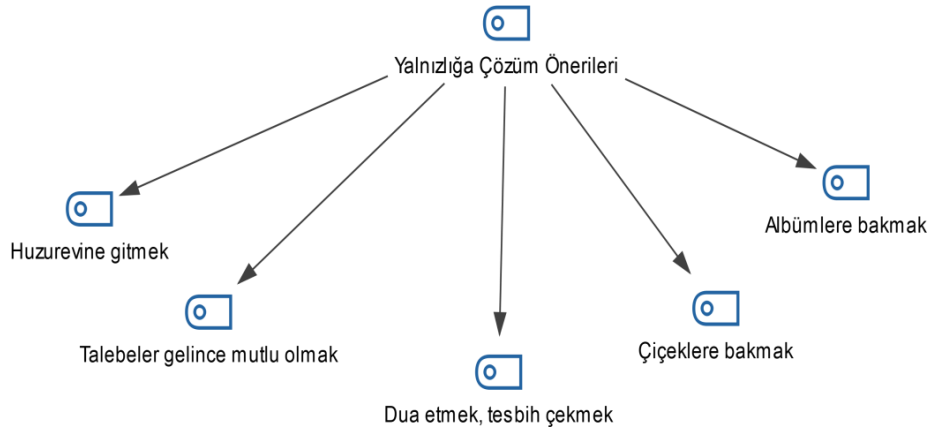 Yalnızlığa Çözüm Önerileri
Huzurevine gitmek
Talebeler gelince mutlu olmak
Dua etmek, tesbih çekmek
Çiçeklere bakmak
Albümlere bakmak